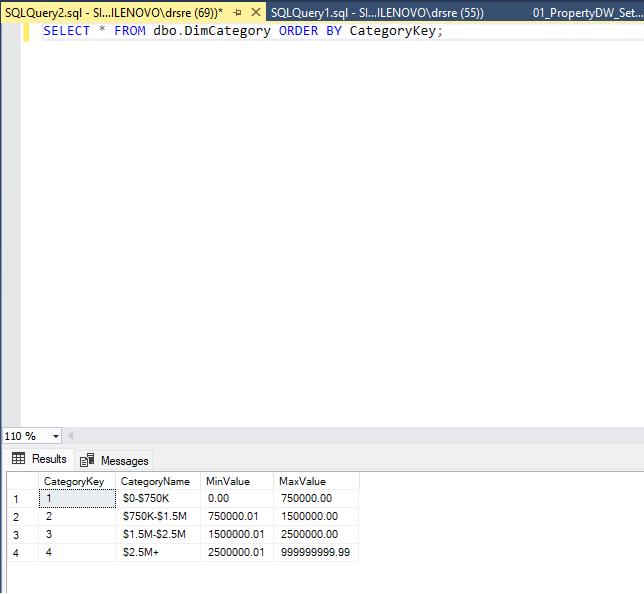 SQLQuery2.sql - SI...ILENOVO\drsre (69))* SQLQuery1.sql - SI...ILENOVO\drsre (55)) 01_PropertyDW_Set...
SELECT * FROM dbo.DimCategory ORDER BY CategoryKey;
110 %
Results Messages
CategoryKey CategoryName MinValue MaxValue
1 1 $0-$750K 0.00 750000.00
2 2 $750K-$1.5M 750000.01 1500000.00
3 3 $1.5M-$2.5M 1500000.01 2500000.00
4 4 $2.5M+ 2500000.01 999999999.99